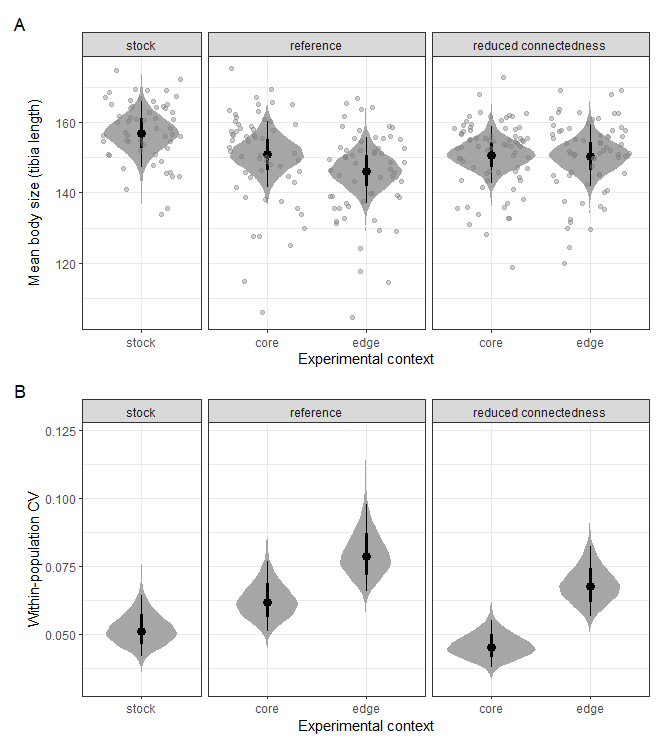 A
stock reference reduced connectedness
Mean body size (tibia length)
160
140
120
stock core edge core edge
Experimental context
B
stock reference reduced connectedness
Within-population CV
0.125
0.100
0.075
0.050
stock core edge core edge
Experimental context